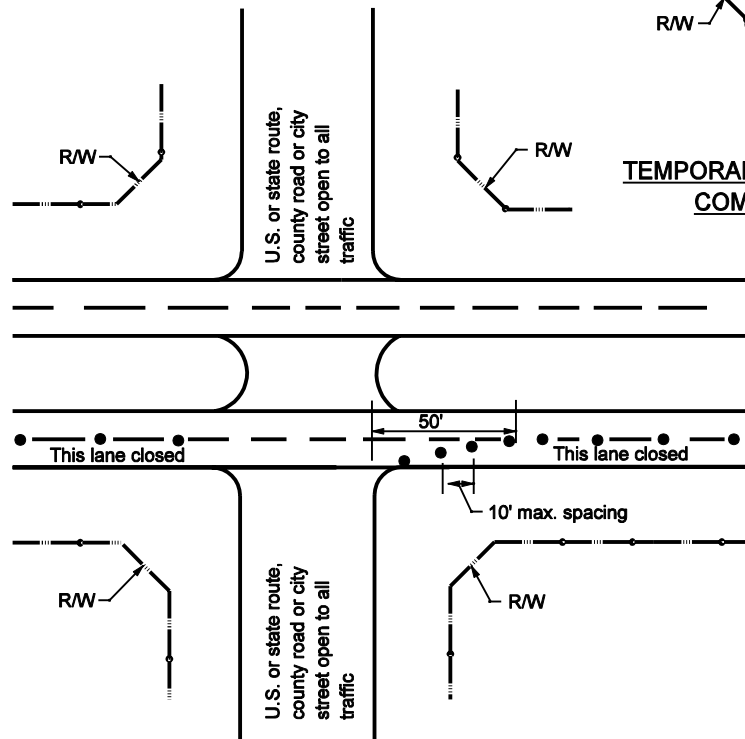 R/W
R/W
R/W
TEMPORA
COM
U.S. or state route,
county road or city
street open to all
traffic
50'
This lane closed
This lane closed
10' max. spacing
R/W
R/W
U.S. or state route,
county road or city
street open to all
traffic